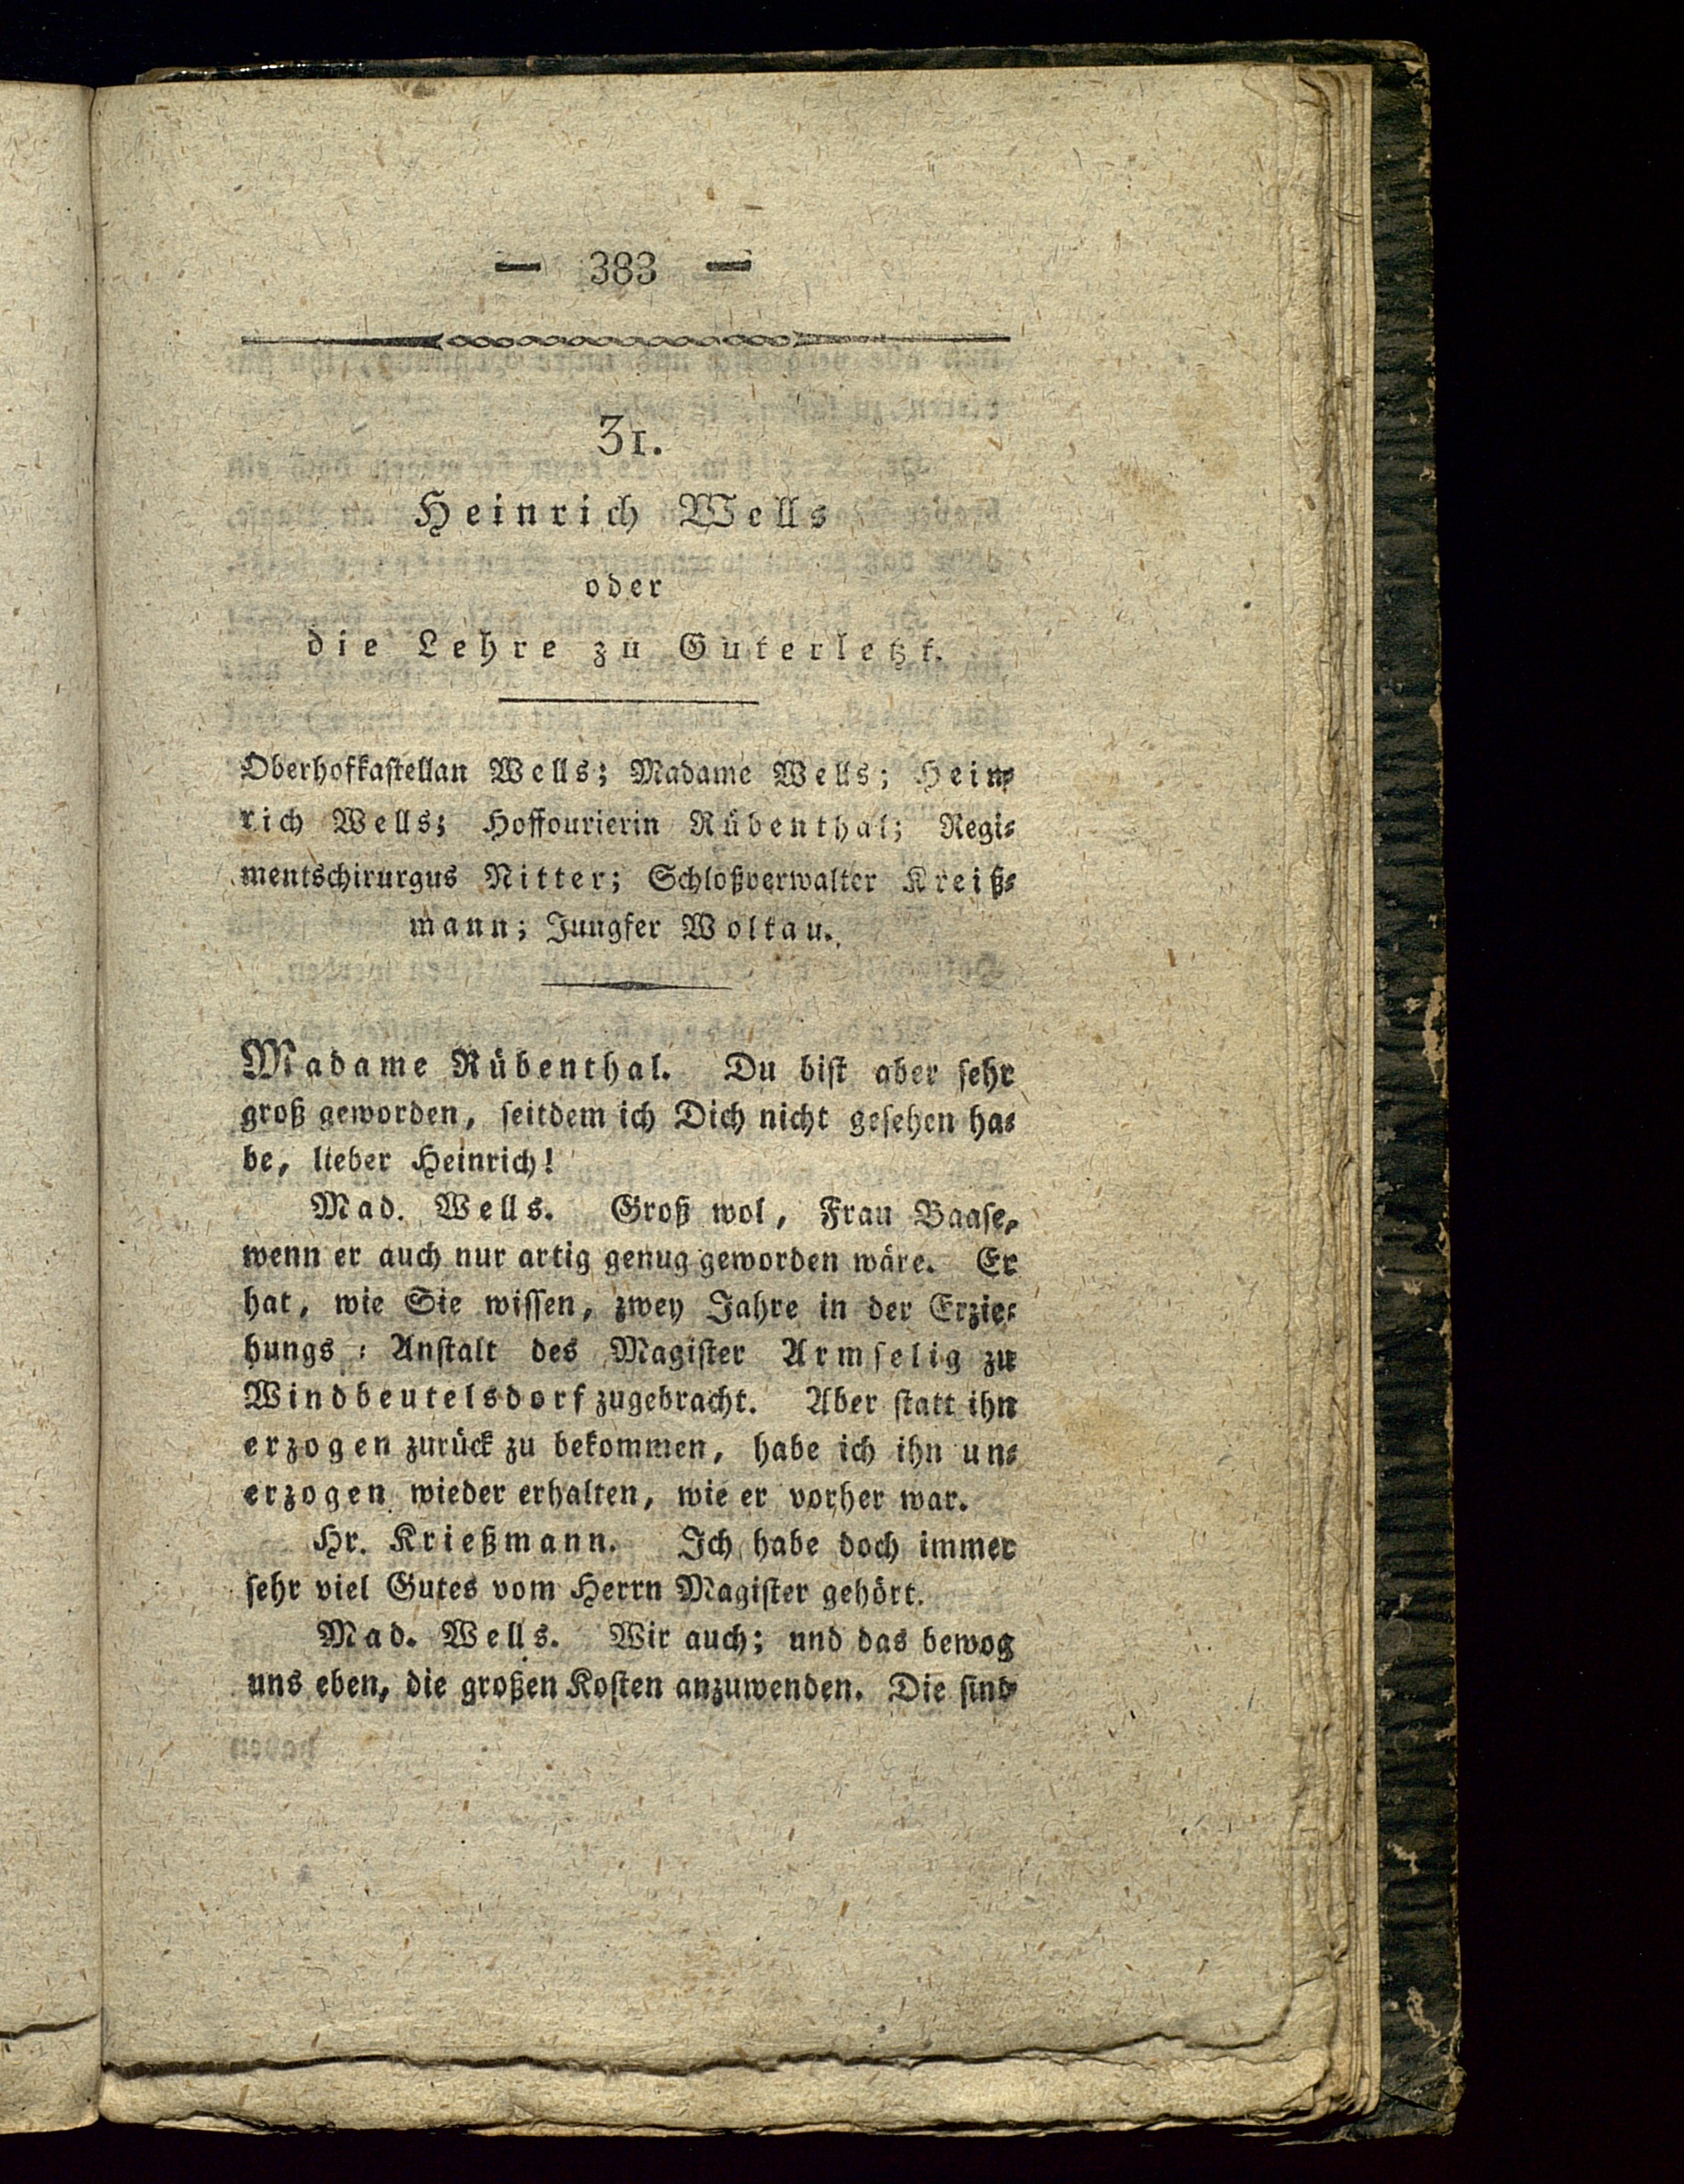 — 383 —
31.
Heinrich Wells
oder
die Lehre zu Guterletzt.
Oberhofkaſtellan Wells; Madame Wells; Hein⸗
rich Wells; Hoffourierin Rübenthal; Regi⸗
mentschirurgus Ritter; Schloßverwalter Kreiß⸗
mann; Jungfer Woltau.
Madame Rübenthal. Du biſt aber ſehr
groß geworden, ſeitdem ich Dich nicht geſehen ha⸗
be, lieber Heinrich!
Mad. Wells. Groß wol, Frau Baaſe,
wenn er auch nur artig genug geworden wäre. Er
hat, wie Sie wiſſen, zwey Jahre in der Erzie⸗
hungs⸗Anſtalt des Magiſter Armſelig zu
Windbeutelsdorf zugebracht. Aber ſtatt ihn
erzogen zurück zu bekommen, habe ich ihn un⸗
erzogen wieder erhalten, wie er vorher war.
Hr. Krießmann. Ich habe doch immer
ſehr viel Gutes vom Herrn Magiſter gehört.
Mad. Wells. Wir auch; und das bewog
uns eben, die großen Koſten anzuwenden. Die ſind